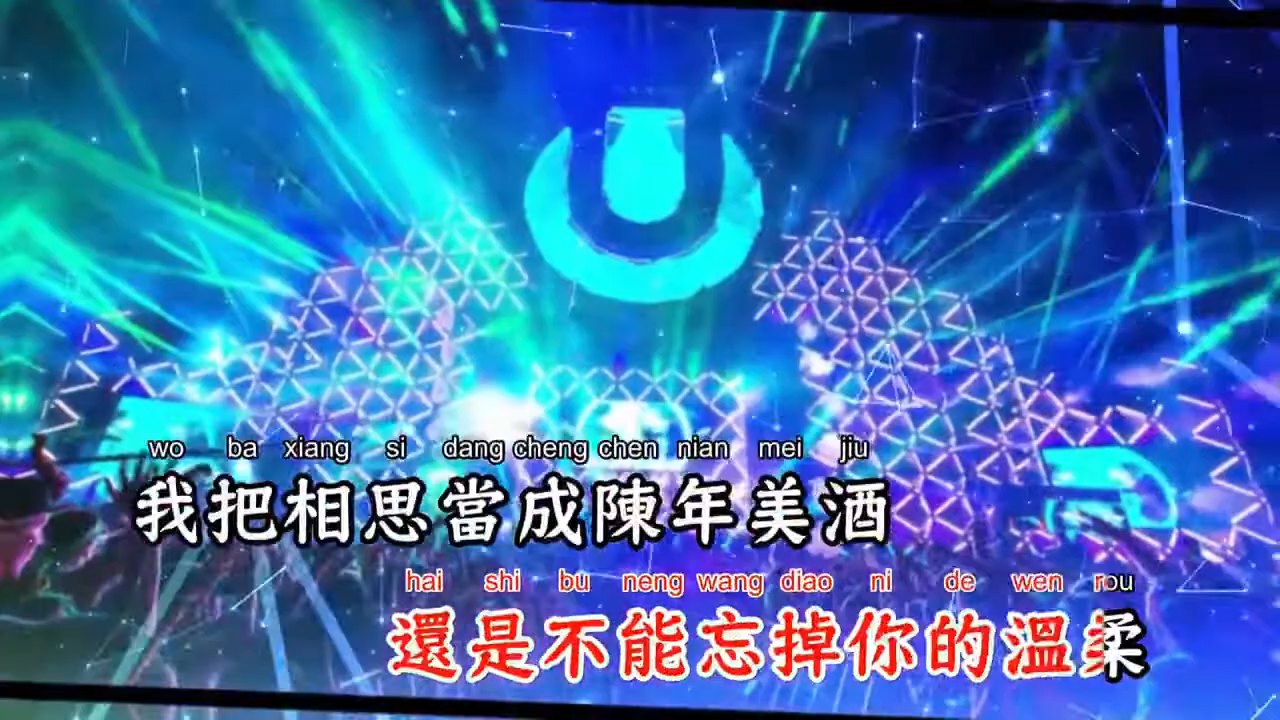 wo ba xiang si dang cheng chen nian mei jiu
我把相思當成陳年美酒
hai shi bu neng wang diao ni de wen rou
還是不能忘掉你的溫柔